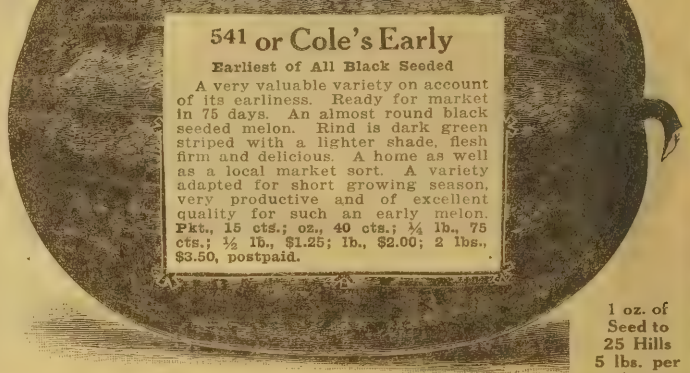 541 or Cole's Early
Earliest of All Black Seeded
A very valuable variety on account
of its earliness. Ready for market
in 75 days. An almost round black
seeded melon. Rind is dark green
striped with a lighter shade, flesh
firm and delicious. A home as well
as a local market sort. A variety
adapted for short growing season,
very productive and of excellent
quality for such an early melon.
Pkt., 15 cts.; oz., 40 cts.; ¼ lb., 75
cts.; ½ lb., $1.25; lb., $2.00; 2 lbs.,
$3.50, postpaid.
1 oz. of
Seed to
25 Hills
5 lbs. per